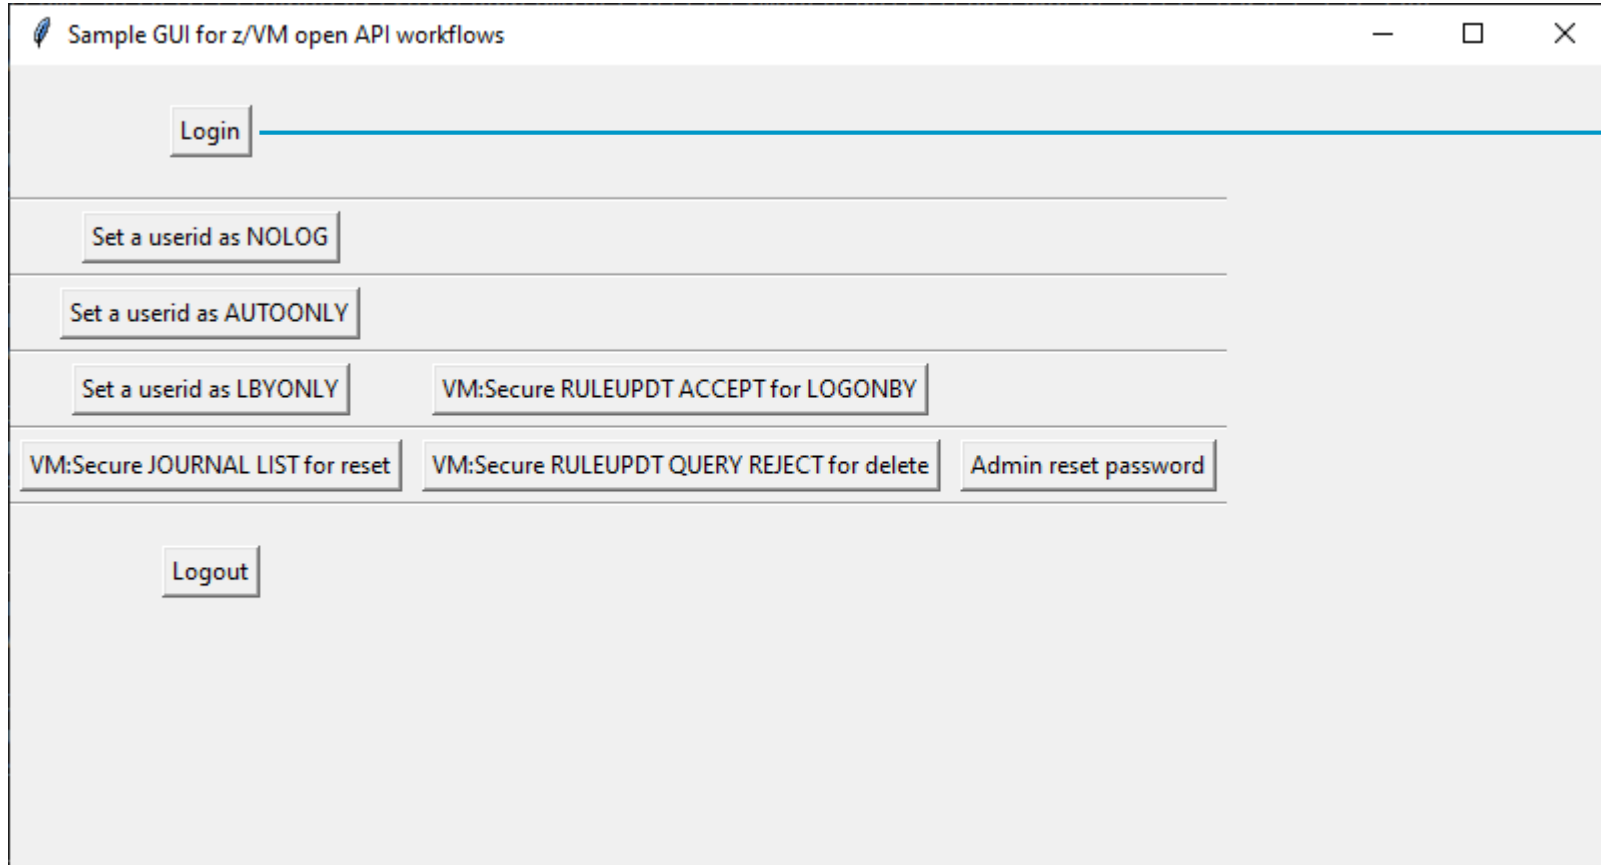 Sample GUI for z/VM open API workflows
Login
Set a userid as NOLOG
Set a userid as AUTOONLY
Set a userid as LBYONLY VM:Secure RULEUPDT ACCEPT for LOGONBY
VM:Secure JOURNAL LIST for reset VM:Secure RULEUPDT QUERY REJECT for delete Admin reset password
Logout